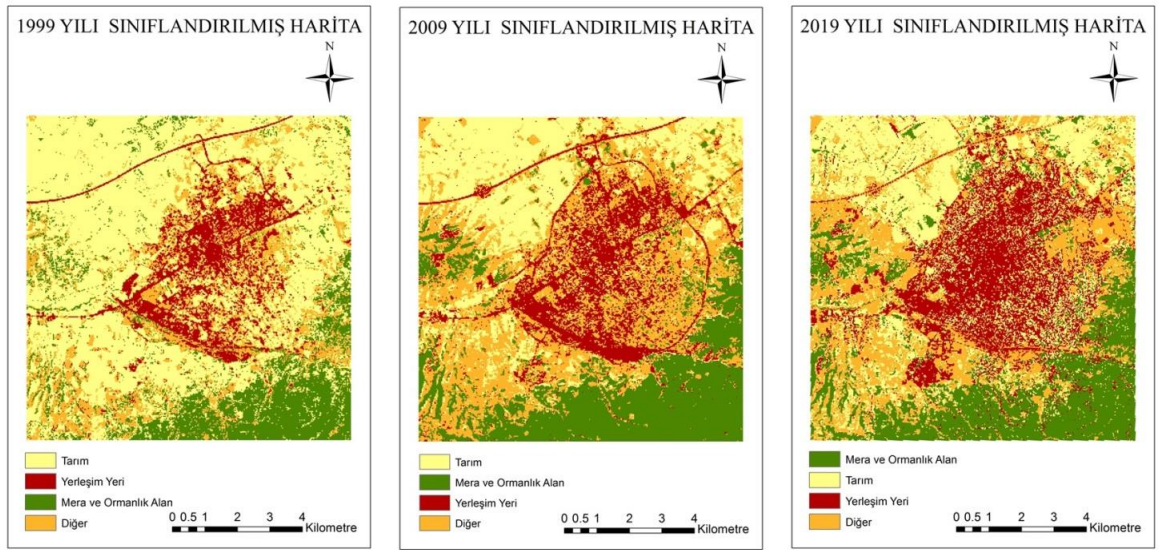 1999 YILI SINIFLANDIRILMIŞ HARİTA
N
Tarım
Yerleşim Yeri
Mera ve Ormanlık Alan
Diğer
0 0.5 1 2 3 4
Kilometre
2009 YILI SINIFLANDIRILMIŞ HARİTA
N
Tarım
Mera ve Ormanlık Alan
Yerleşim Yeri
Diğer
0 0.5 1 2 3 4
Kilometre
2019 YILI SINIFLANDIRILMIŞ HARİTA
N
Mera ve Ormanlık Alan
Tarım
Yerleşim Yeri
Diğer
0 0.5 1 2 3 4
Kilometre